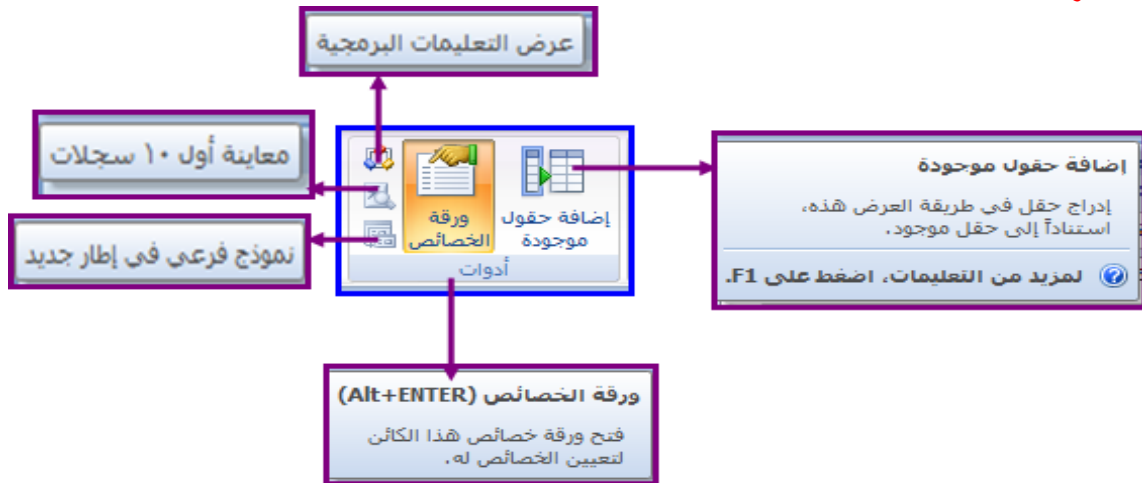 عرض التعليمات البرمجية
معاينة أول ١٠ سجلات
نموذج فرعي في إطار جديد
إضافة حقول
موجودة
ورقة
الخصائص
أدوات
إضافة حقول موجودة
إدراج حقل في طريقة العرض هذه،
استناداً إلى حقل موجود.
لمزيد من التعليمات، اضغط على F1.
ورقة الخصائص (Alt+ENTER)
فتح ورقة خصائص هذا الكائن
لتعيين الخصائص له.